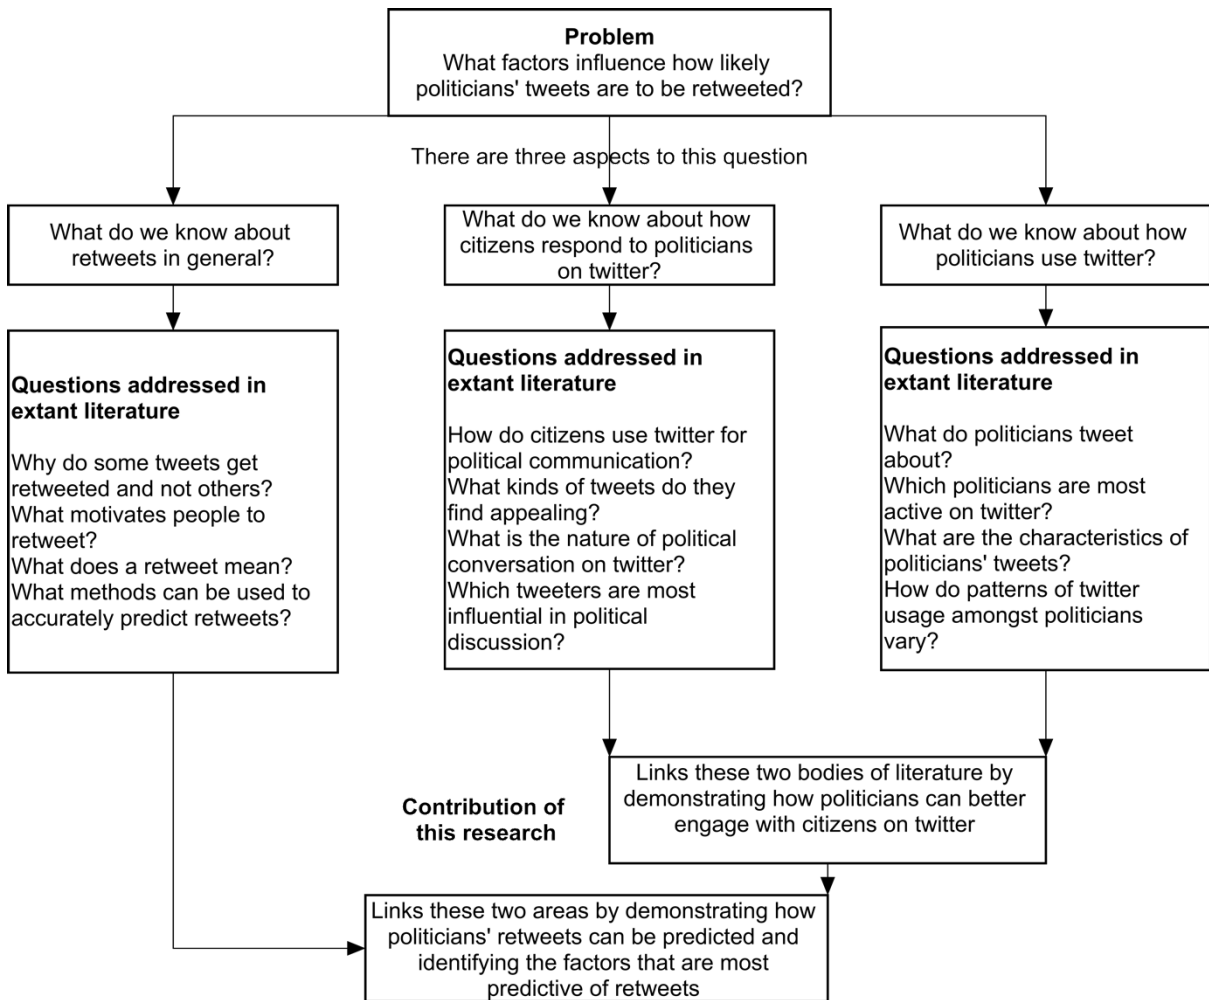 Problem
What factors influence how likely
politicians' tweets are to be retweeted?
There are three aspects to this question
What do we know about
retweets in general?
What do we know about how
citizens respond to politicians
on twitter?
What do we know about how
politicians use twitter?
Questions addressed in
extant literature
Why do some tweets get
retweeted and not others?
What motivates people to
retweet?
What does a retweet mean?
What methods can be used to
accurately predict retweets?
Questions addressed in
extant literature
How do citizens use twitter for
political communication?
What kinds of tweets do they
find appealing?
What is the nature of political
conversation on twitter?
Which tweeters are most
influential in political
discussion?
Questions addressed in
extant literature
What do politicians tweet
about?
Which politicians are most
active on twitter?
What are the characteristics of
politicians' tweets?
How do patterns of twitter
usage amongst politicians
vary?
Contribution of
this research
Links these two bodies of literature by
demonstrating how politicians can better
engage with citizens on twitter
Links these two areas by demonstrating how
politicians' retweets can be predicted and
identifying the factors that are most
predictive of retweets